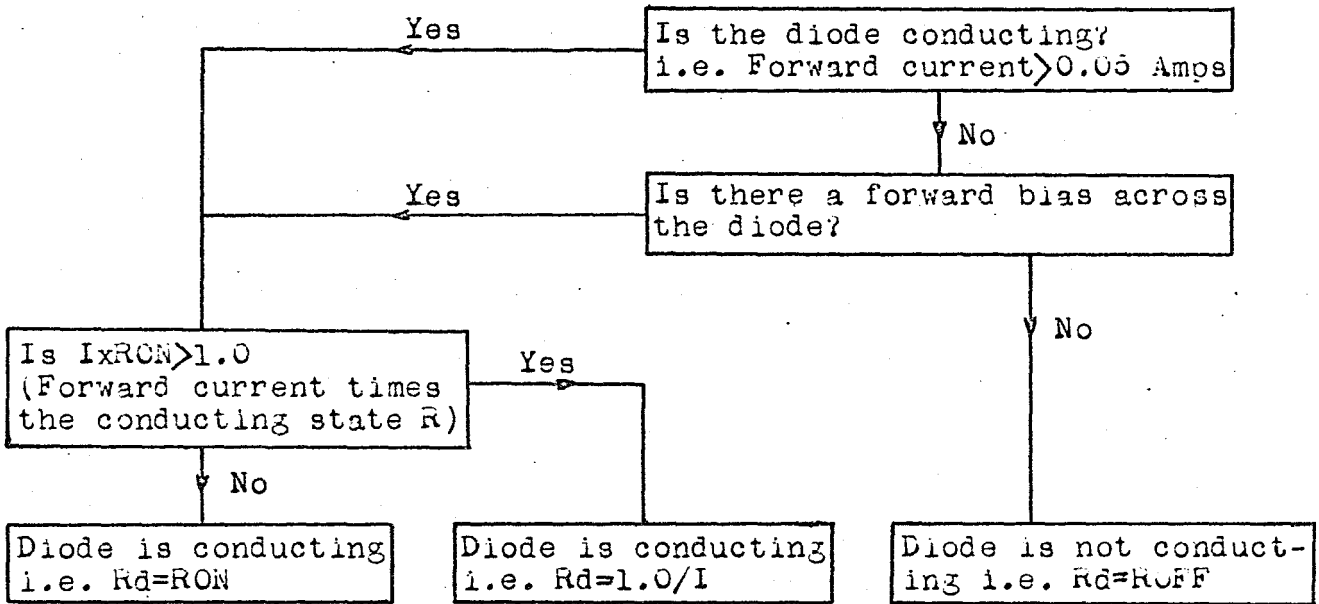 Yes
Is the diode conducting?
i.e. Forward current>0.05 Amps
No
Yes
Is there a forward bias across
the diode?
No
Is IxRON>1.0
(Forward current times
the conducting state R)
Yes
No
Diode is conducting
i.e. Rd=RON
Diode is conducting
i.e. Rd=1.0/I
Diode is not conduct-
ing i.e. Rd=ROFF